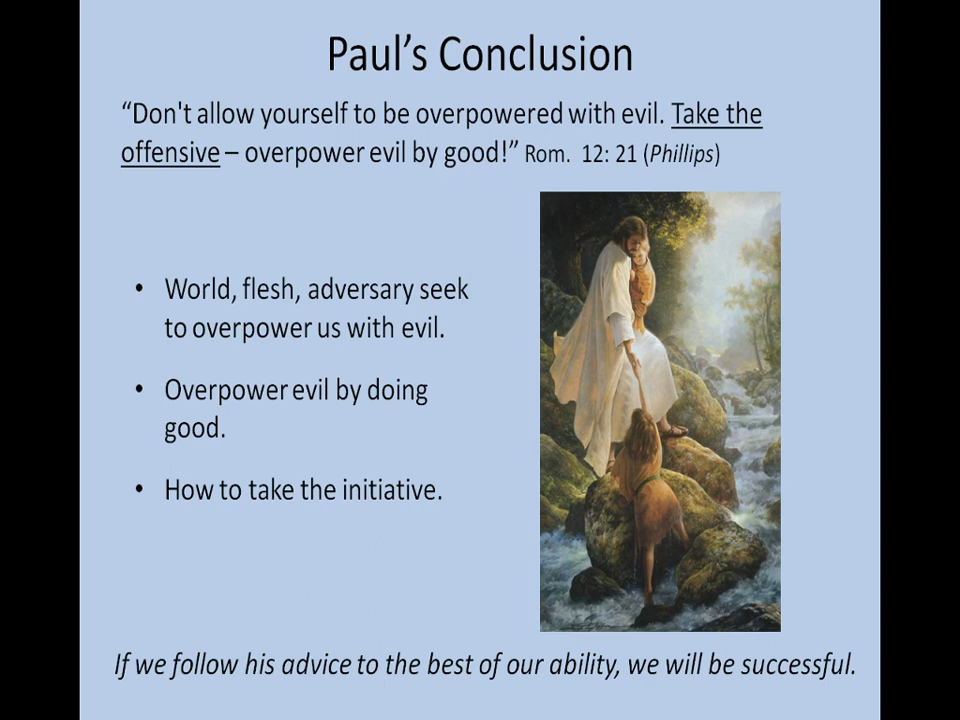 Paul’s Conclusion
“Don't allow yourself to be overpowered with evil. Take the
offensive – overpower evil by good!” Rom. 12: 21 (Phillips)
• World, flesh, adversary seek
to overpower us with evil.
• Overpower evil by doing
good.
• How to take the initiative.
If we follow his advice to the best of our ability, we will be successful.